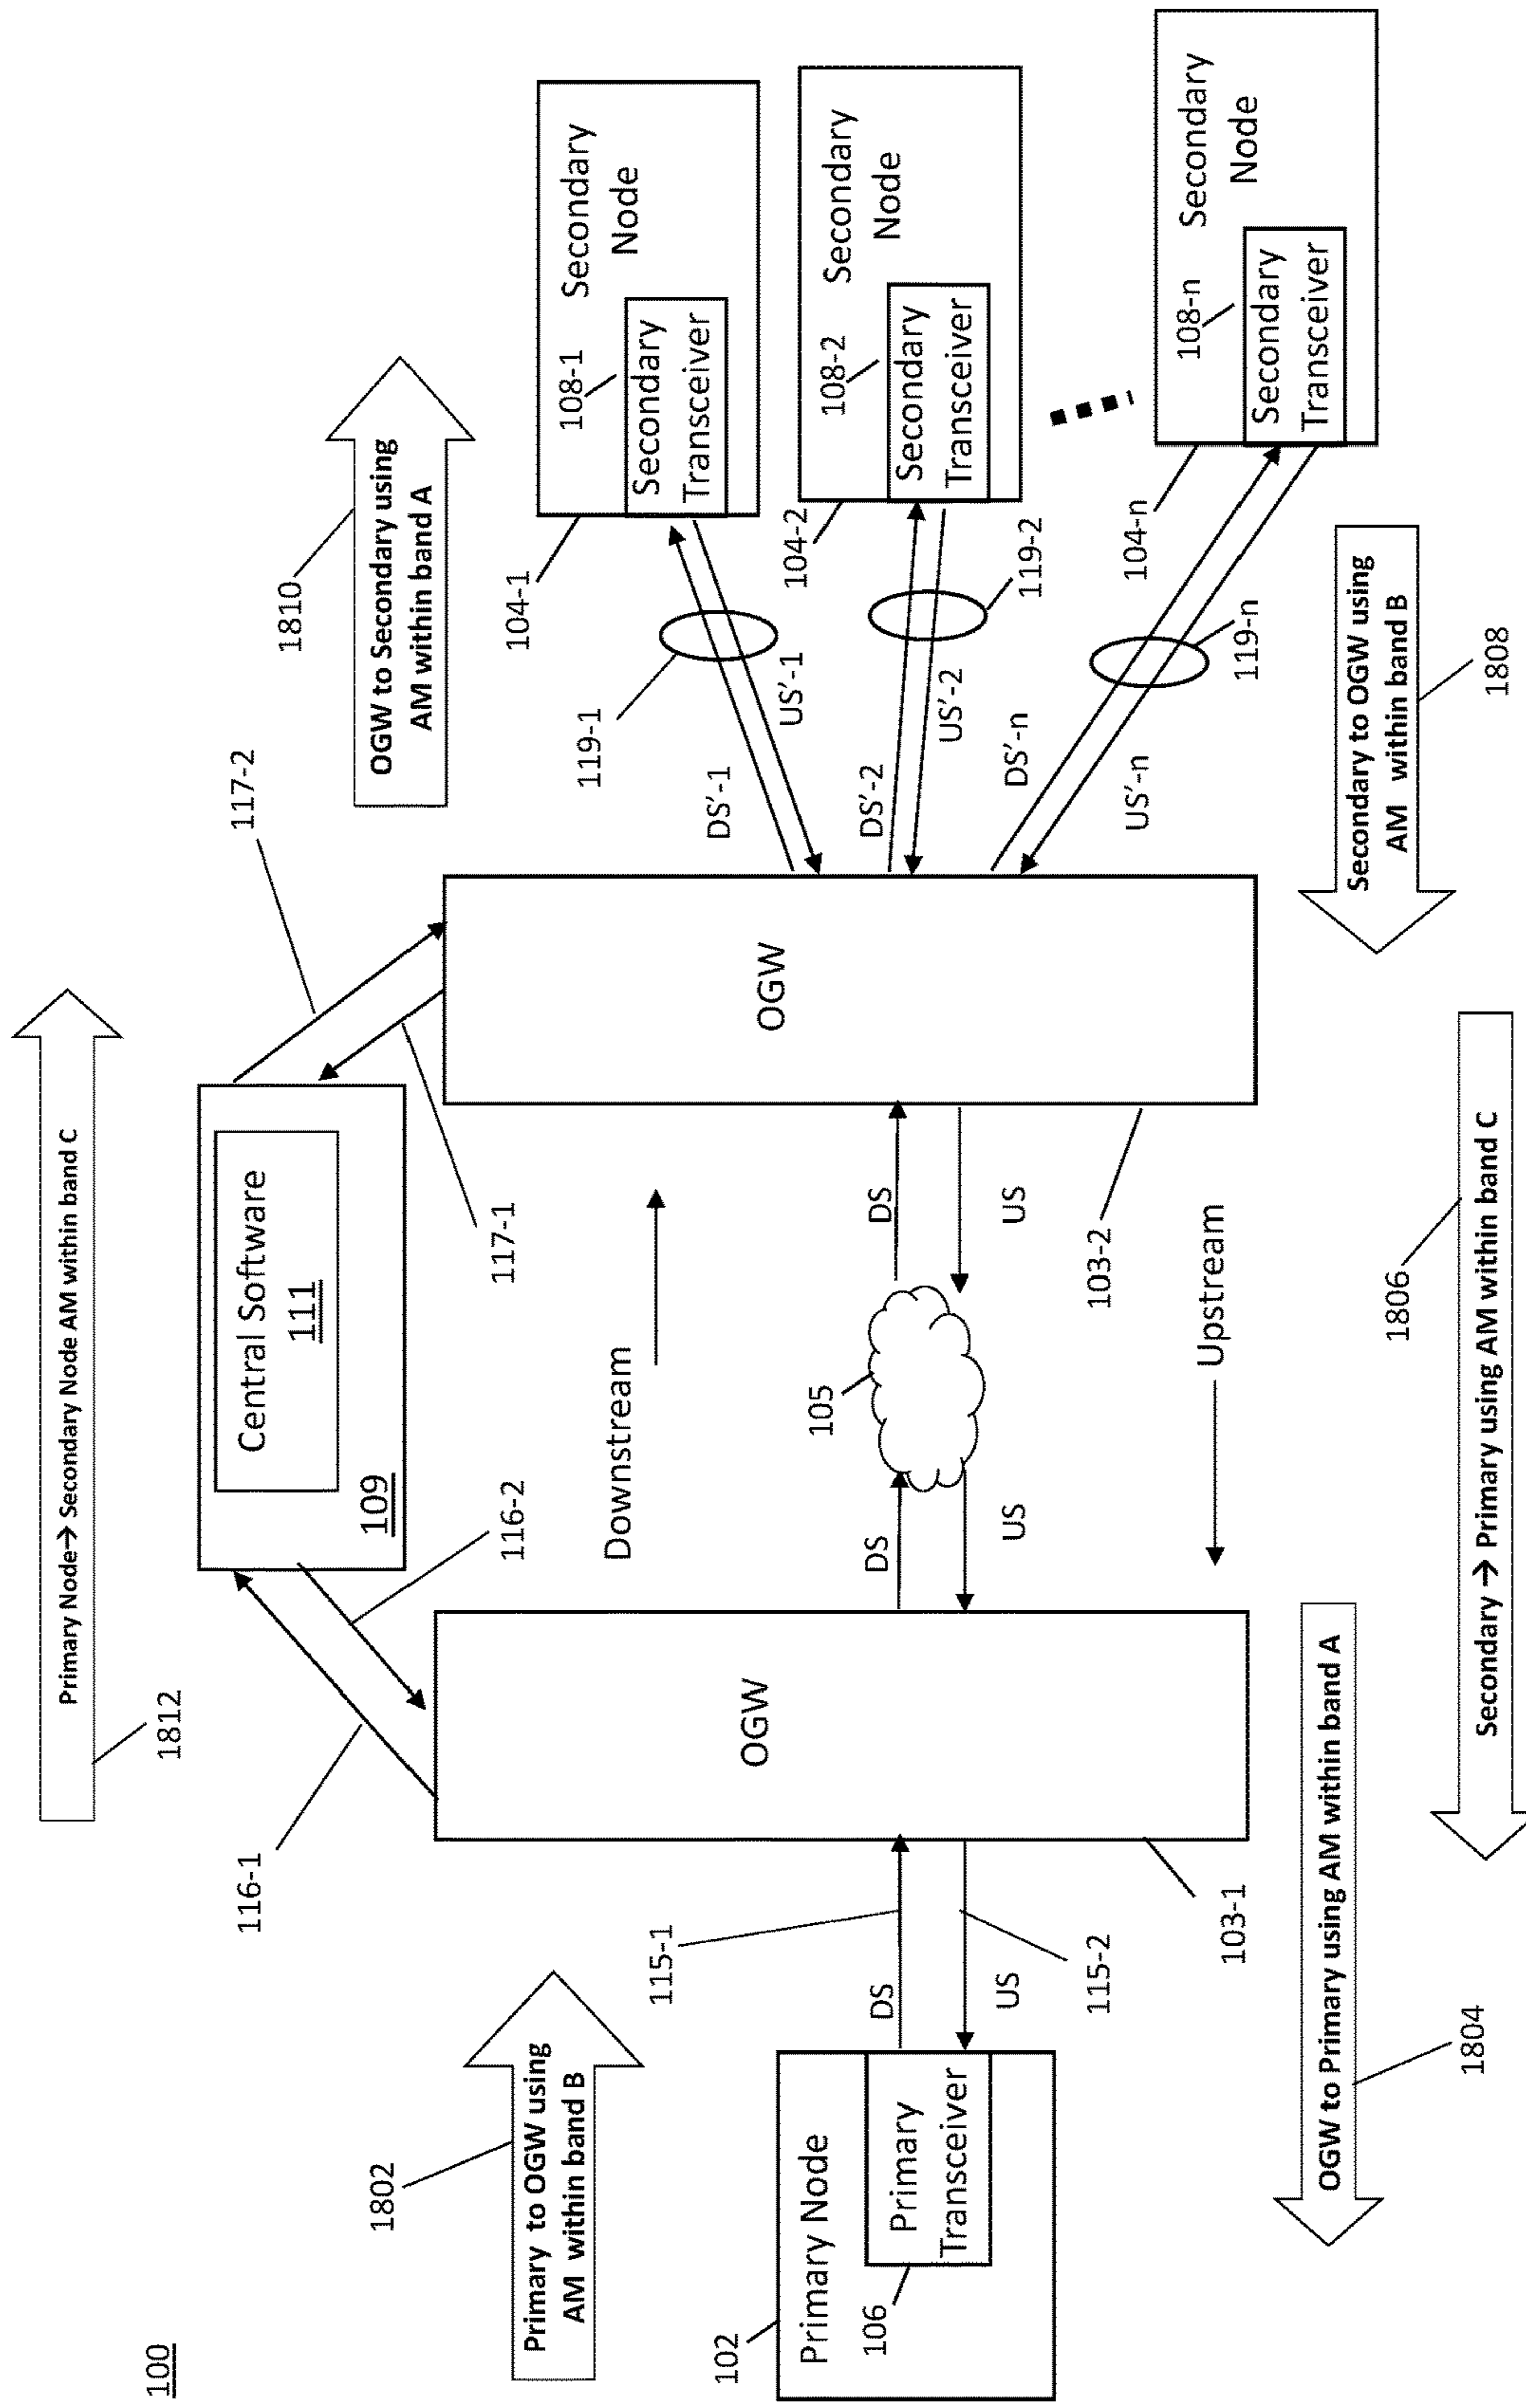 100
Primary Node → Secondary Node AM within band C
1812
Central Software
111
109
116-1
116-2
117-1
117-2
1810
OGW to Secondary using
AM within band A
1802
Primary to OGW using
AM within band B
Downstream
102
Primary Node
106
Primary
Transceiver
DS
115-1
US
115-2
OGW
103-1
DS
US
105
DS
US
103-2
OGW
Upstream
DS'-1
US'-1
119-1
104-1
108-1
Secondary
Node
Secondary
Transceiver
DS'-2
US'-2
119-2
104-2
108-2
Secondary
Node
Secondary
Transceiver
DS'-n
US'-n
119-n
104-n
108-n
Secondary
Node
Secondary
Transceiver
OGW to Primary using AM within band A
1804
Secondary → Primary using AM within band C
1806
Secondary to OGW using
AM within band B
1808